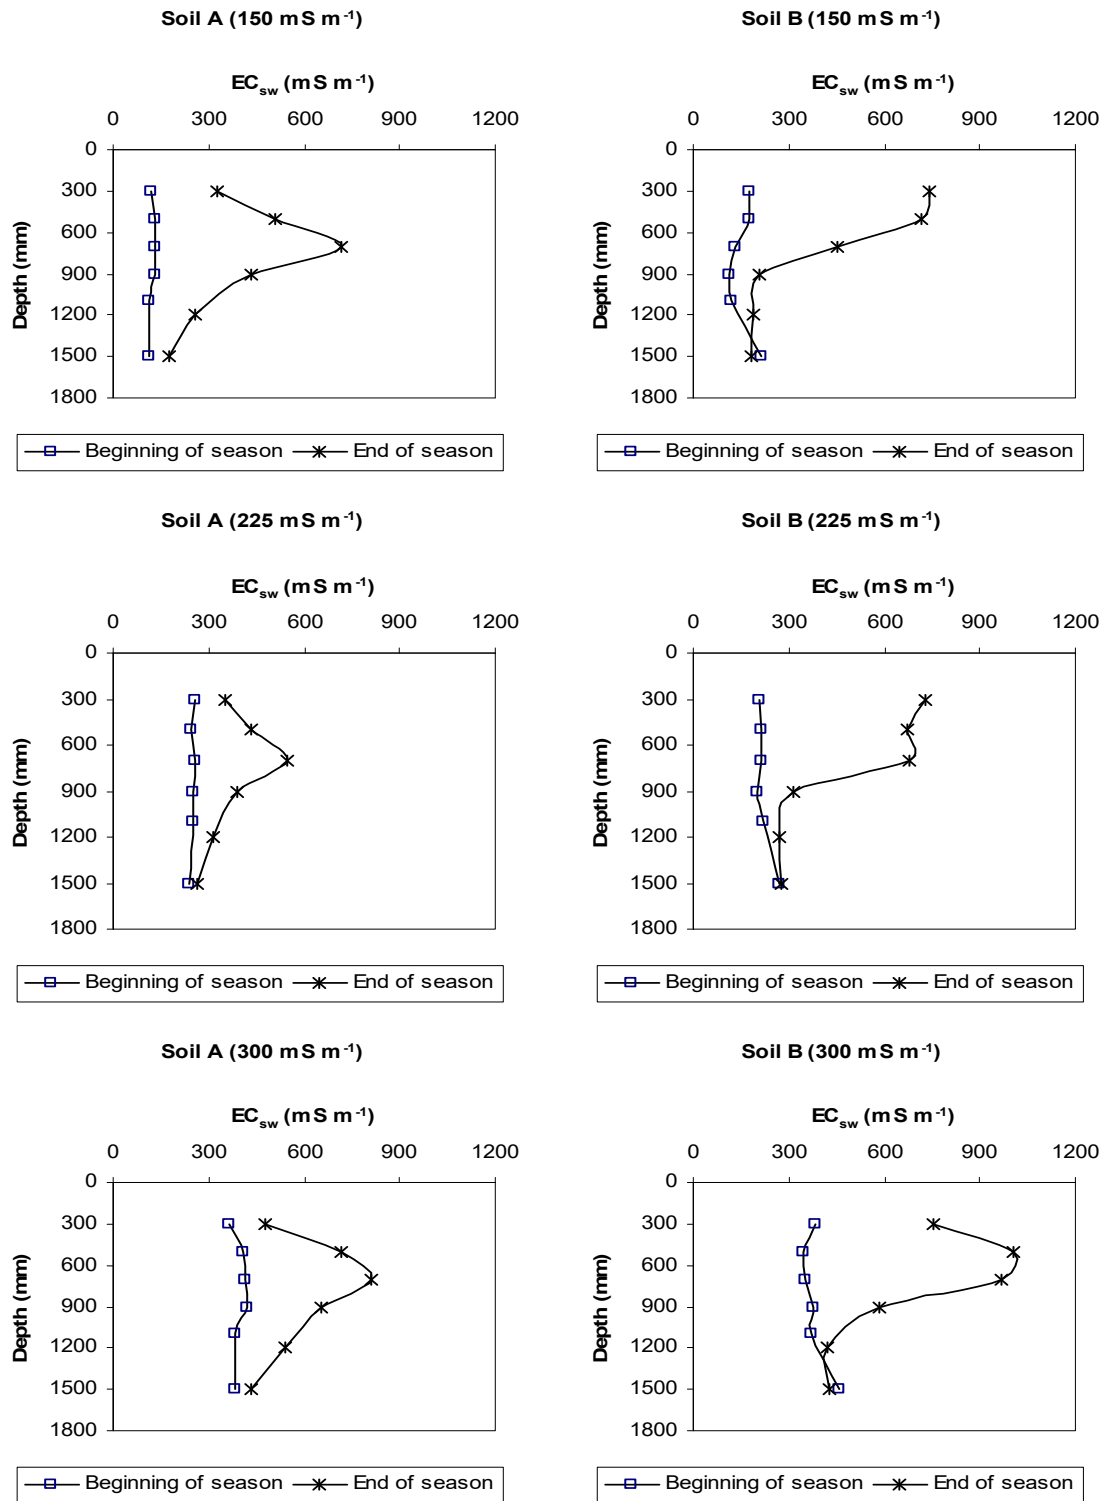 Soil A (150 mS m⁻¹)
ECsw (mS m⁻¹)
0 300 600 900 1200
0
300
600
900
1200
1500
1800
Depth (mm)
Beginning of season End of season
Soil B (150 mS m⁻¹)
ECsw (mS m⁻¹)
0 300 600 900 1200
0
300
600
900
1200
1500
1800
Depth (mm)
Beginning of season End of season
Soil A (225 mS m⁻¹)
ECsw (mS m⁻¹)
0 300 600 900 1200
0
300
600
900
1200
1500
1800
Depth (mm)
Beginning of season End of season
Soil B (225 mS m⁻¹)
ECsw (mS m⁻¹)
0 300 600 900 1200
0
300
600
900
1200
1500
1800
Depth (mm)
Beginning of season End of season
Soil A (300 mS m⁻¹)
ECsw (mS m⁻¹)
0 300 600 900 1200
0
300
600
900
1200
1500
1800
Depth (mm)
Beginning of season End of season
Soil B (300 mS m⁻¹)
ECsw (mS m⁻¹)
0 300 600 900 1200
0
300
600
900
1200
1500
1800
Depth (mm)
Beginning of season End of season